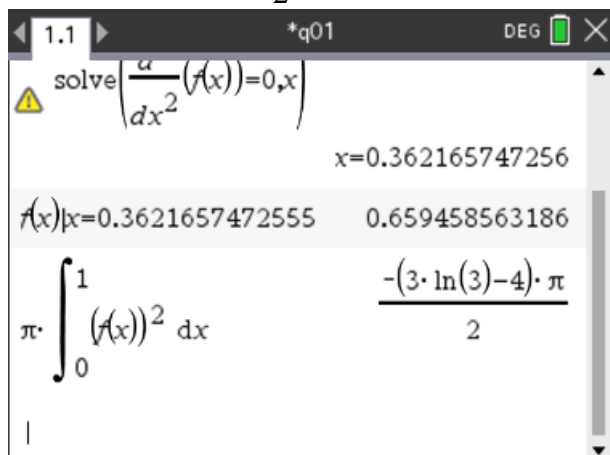 2
1.1 *q01 DEG
solve(d²/dx²(f(x))=0,x)
x=0.362165747256
f(x)|x=0.3621657472555 0.659458563186
π·∫₀¹(f(x))² dx -(3·ln(3)-4)·π/2